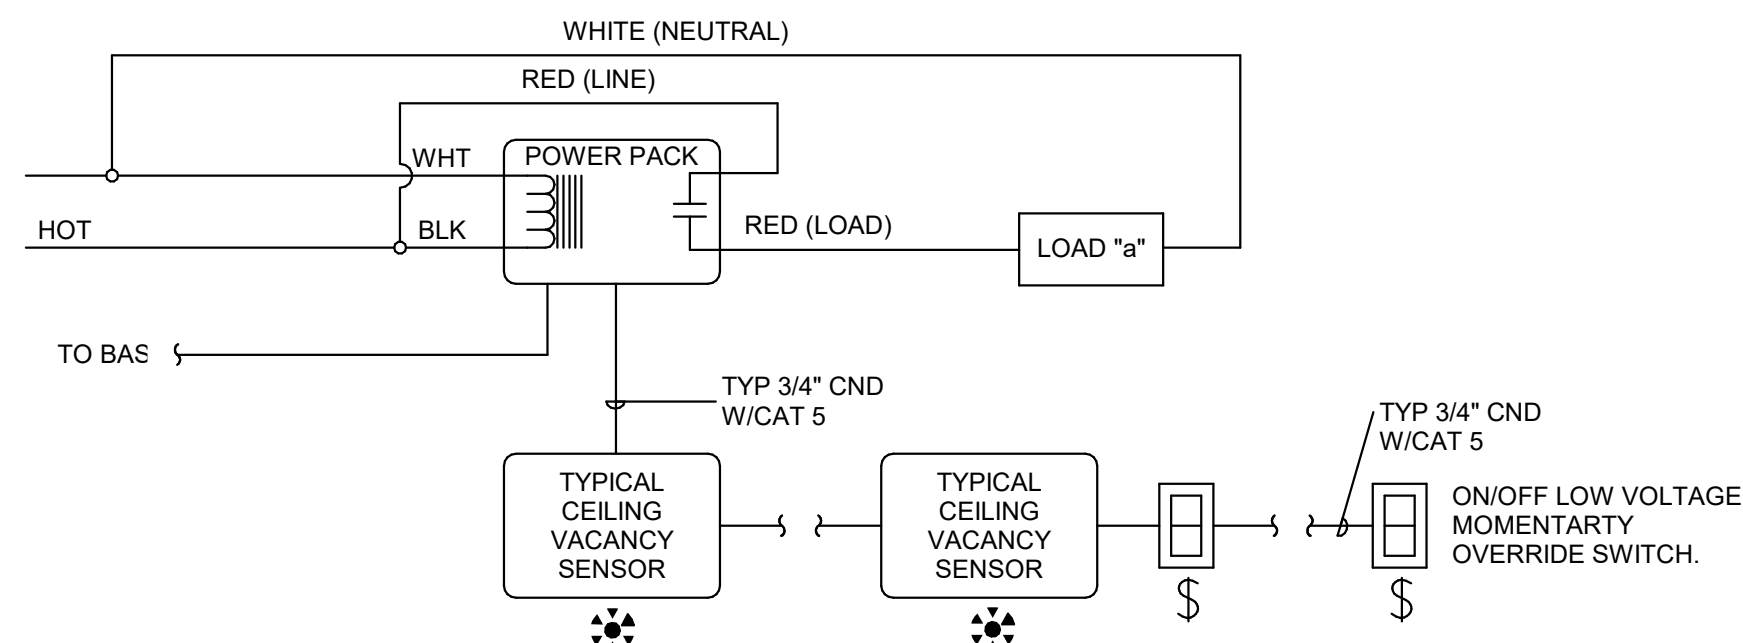 WHITE (NEUTRAL)
RED (LINE)
WHT
POWER PACK
HOT
BLK
RED (LOAD)
LOAD "a"
TO BAS
TYP 3/4" CND
W/CAT 5
TYP 3/4" CND
W/CAT 5
TYPICAL
CEILING
VACANCY
SENSOR
TYPICAL
CEILING
VACANCY
SENSOR
ON/OFF LOW VOLTAGE
MOMENTARTY
OVERRIDE SWITCH.
$
$